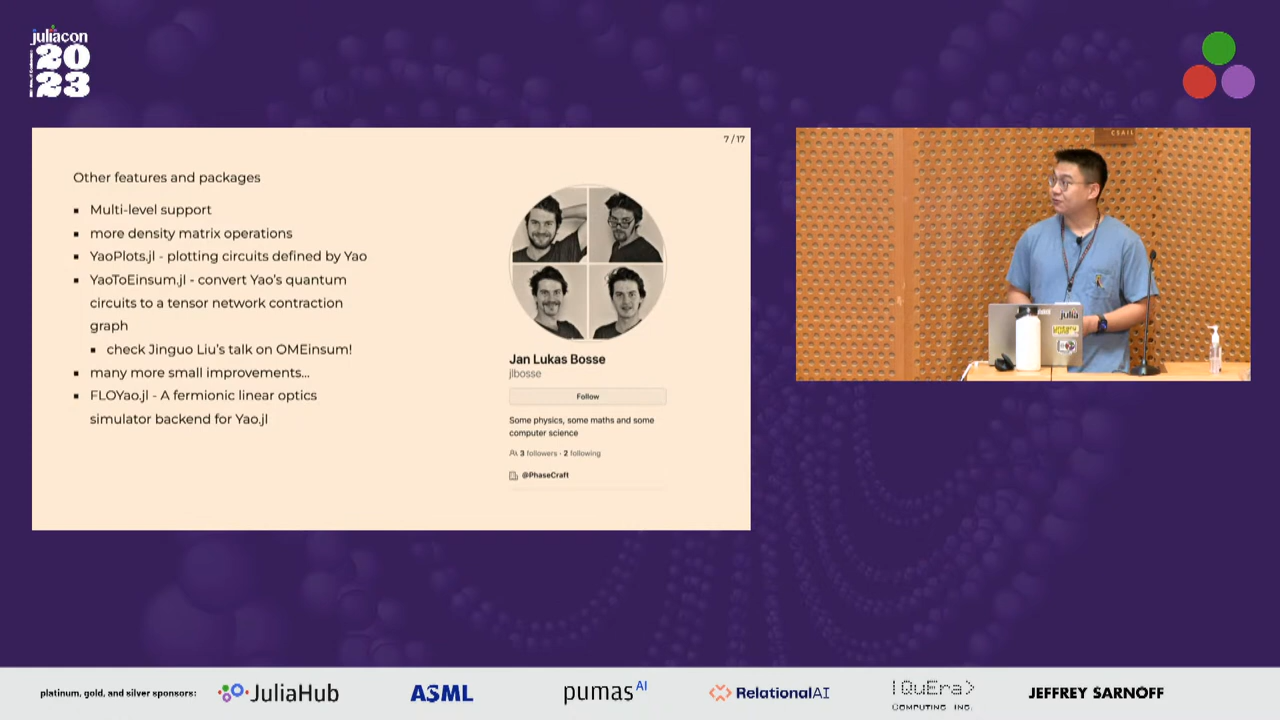 juliacon
20
23
7 / 17
Other features and packages
Multi-level support
more density matrix operations
YaoPlots.jl - plotting circuits defined by Yao
YaoToEinsum.jl - convert Yao's quantum
circuits to a tensor network contraction
graph
check Jinguo Liu's talk on OMEinsum!
many more small improvements...
FLOYao.jl - A fermionic linear optics
simulator backend for Yao.jl
Jan Lukas Bosse
jlbosse
Follow
Some physics, some maths and some
computer science
3 followers · 2 following
@PhaseCraft
CSAIL
julia
platinum, gold, and silver sponsors:
JuliaHub
ASML
pumas AI
RelationalAI
|QuEra>
COMPUTING INC.
JEFFREY SARNOFF